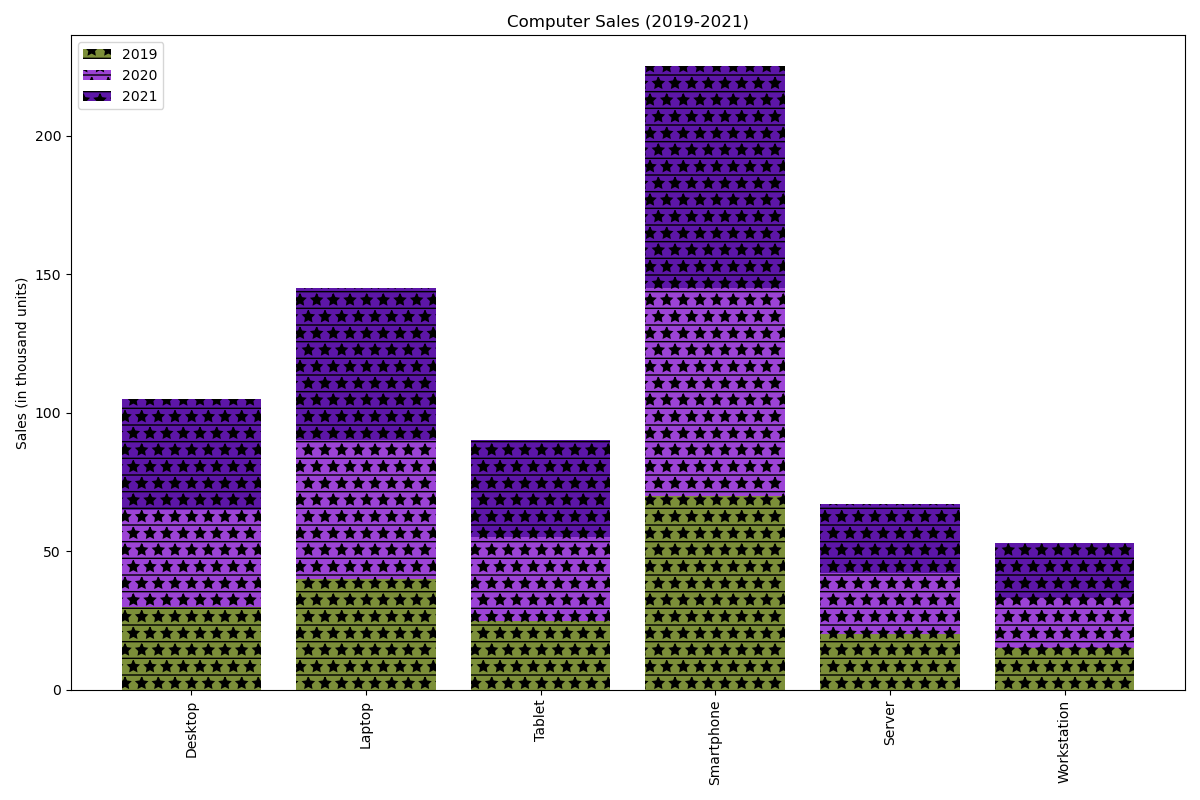 Computer Sales (2019-2021)
2019
2020
2021
Sales (in thousand units)
200
150
100
50
0
Desktop
Laptop
Tablet
Smartphone
Server
Workstation